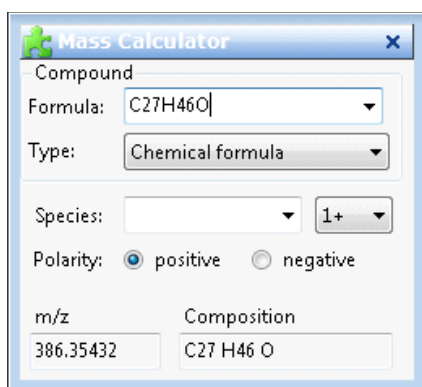 Mass Calculator
Compound
Formula: C27H46O
Type: Chemical formula
Species: 1+
Polarity: positive negative
m/z Composition
386.35432 C27 H46 O